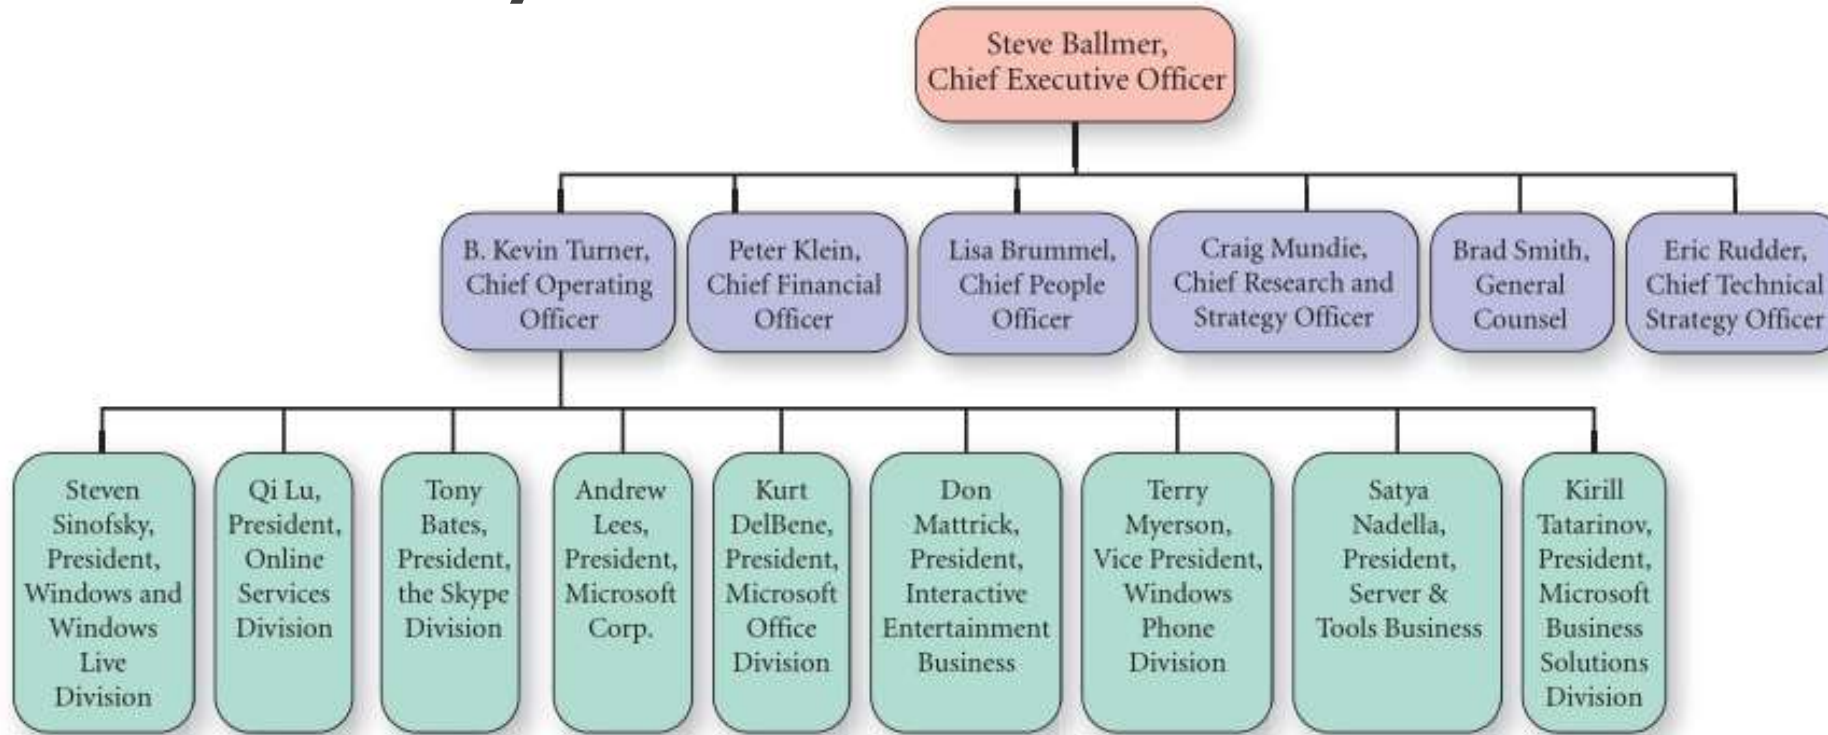 Steve Ballmer,
Chief Executive Officer
B. Kevin Turner,
Chief Operating
Officer
Peter Klein,
Chief Financial
Officer
Lisa Brummel,
Chief People
Officer
Craig Mundie,
Chief Research and
Strategy Officer
Brad Smith,
General
Counsel
Eric Rudder,
Chief Technical
Strategy Officer
Steven
Sinofsky,
President,
Windows and
Windows
Live
Division
Qi Lu,
President,
Online
Services
Division
Tony
Bates,
President,
the Skype
Division
Andrew
Lees,
President,
Microsoft
Corp.
Kurt
DelBene,
President,
Microsoft
Office
Division
Don
Mattrick,
President,
Interactive
Entertainment
Business
Terry
Myerson,
Vice President,
Windows
Phone
Division
Satya
Nadella,
President,
Server &
Tools Business
Kirill
Tatarinov,
President,
Microsoft
Business
Solutions
Division